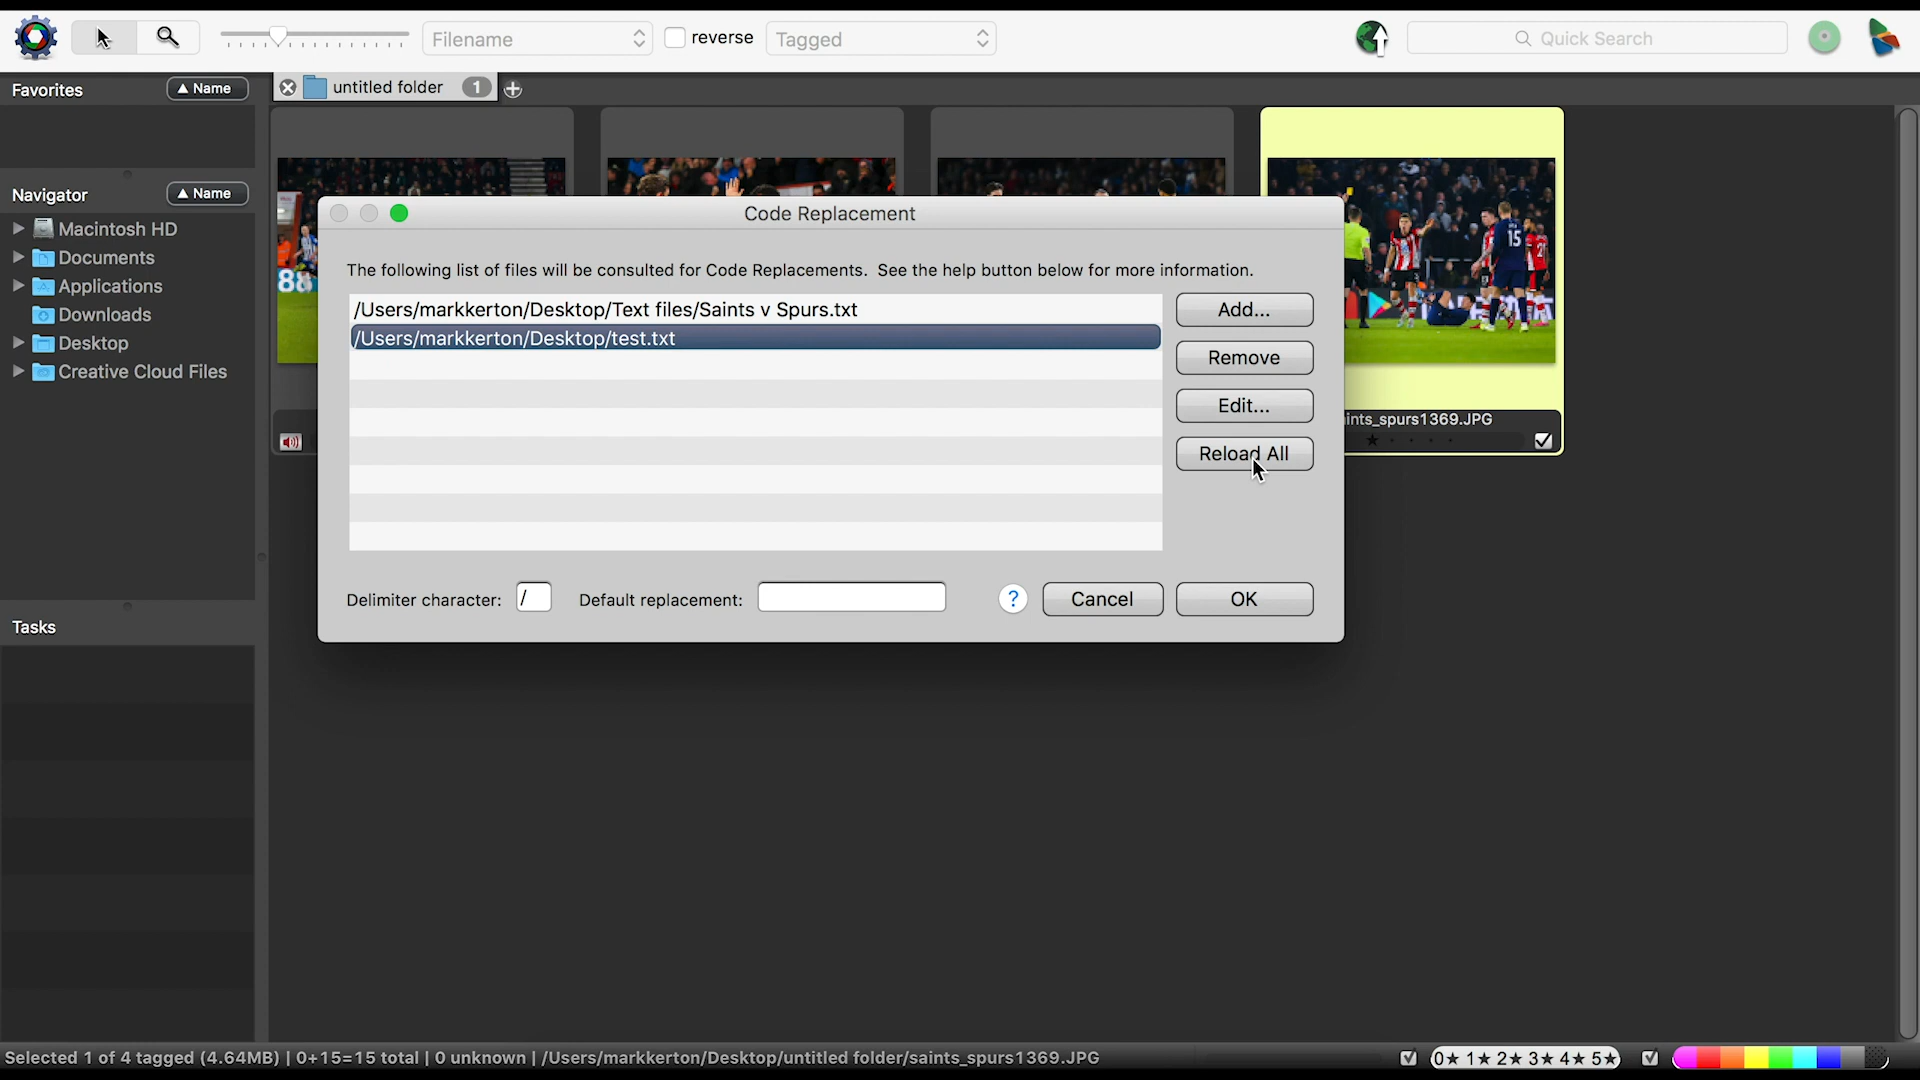 Filename
reverse
Tagged
Quick Search
Favorites
▲ Name
untitled folder
1
Navigator
▲ Name
Macintosh HD
Documents
Applications
Downloads
Desktop
Creative Cloud Files
Tasks
Code Replacement
The following list of files will be consulted for Code Replacements. See the help button below for more information.
/Users/markkerton/Desktop/Text files/Saints v Spurs.txt
/Users/markkerton/Desktop/test.txt
Add...
Remove
Edit...
Reload All
Delimiter character:
/
Default replacement:
?
Cancel
OK
15
21
88
ints_spurs1369.JPG
Selected 1 of 4 tagged (4.64MB) | 0+15=15 total | 0 unknown | /Users/markkerton/Desktop/untitled folder/saints_spurs1369.JPG
0★ 1★ 2★ 3★ 4★ 5★